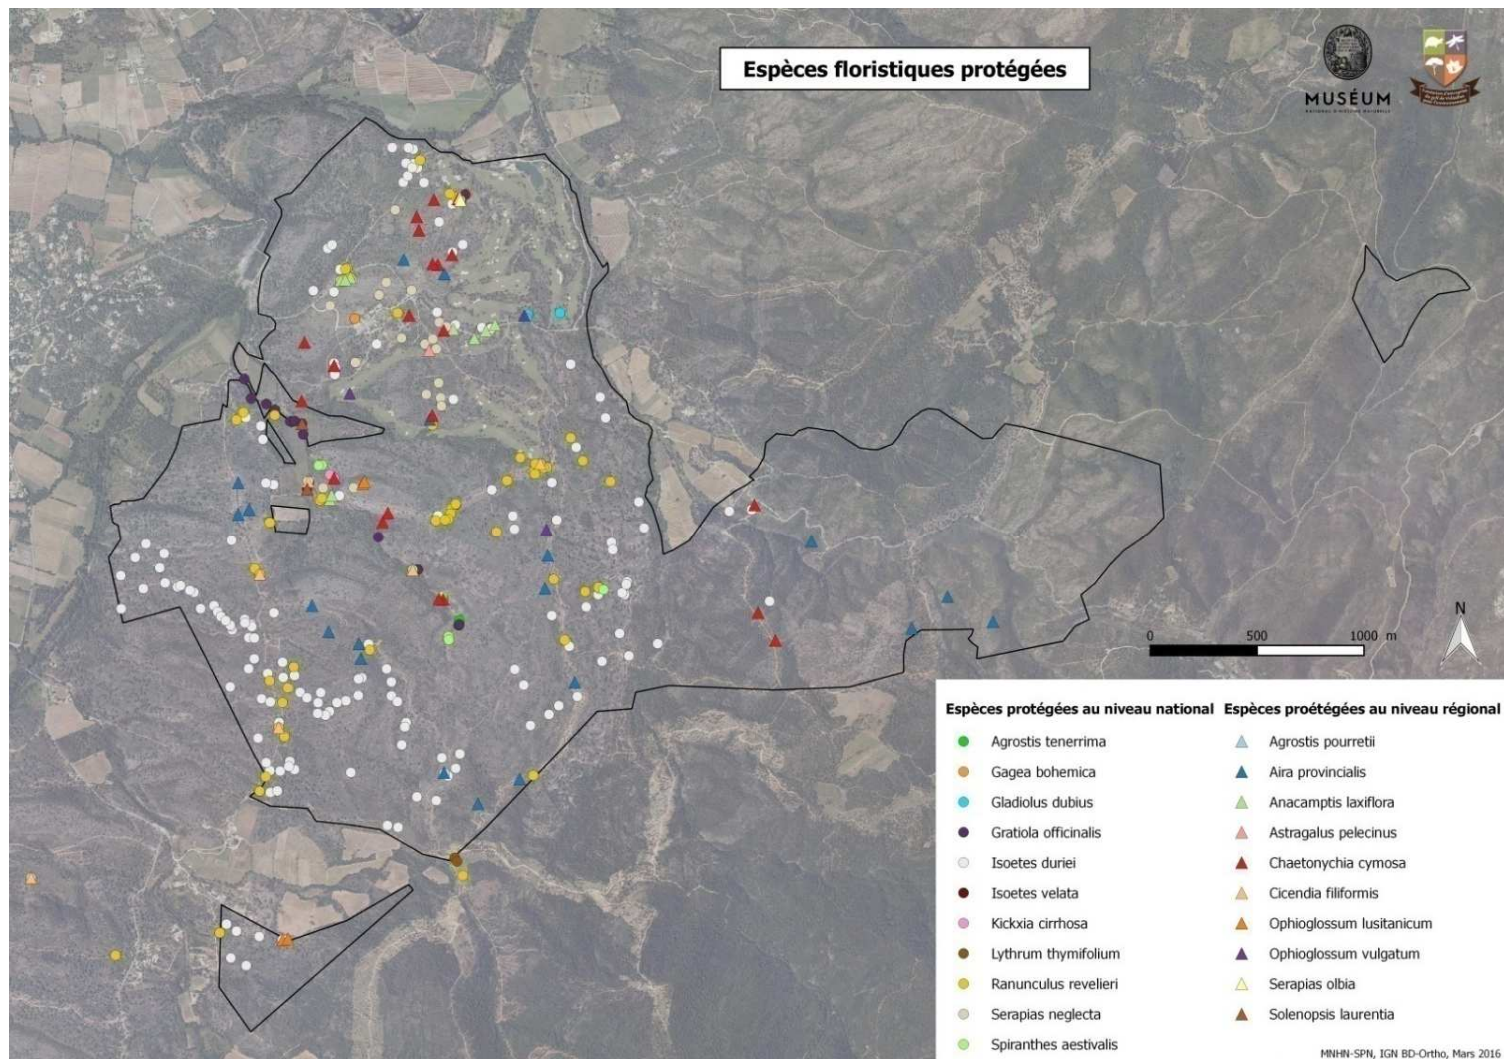 Espèces floristiques protégées
MUSÉUM
NATIONAL D'HISTOIRE NATURELLE
N
0 500 1000 m
Espèces protégées au niveau national
Agrostis tenerrima
Gagea bohemica
Gladiolus dubius
Gratiola officinalis
Isoetes duriei
Isoetes velata
Kickxia cirrhosa
Lythrum thymifolium
Ranunculus revelieri
Serapias neglecta
Spiranthes aestivalis
Espèces proétégées au niveau régional
Agrostis pourretii
Aira provincialis
Anacamptis laxiflora
Astragalus pelecinus
Chaetonychia cymosa
Cicendia filiformis
Ophioglossum lusitanicum
Ophioglossum vulgatum
Serapias olbia
Solenopsis laurentia
MNHN-SPN, IGN BD-Ortho, Mars 2016